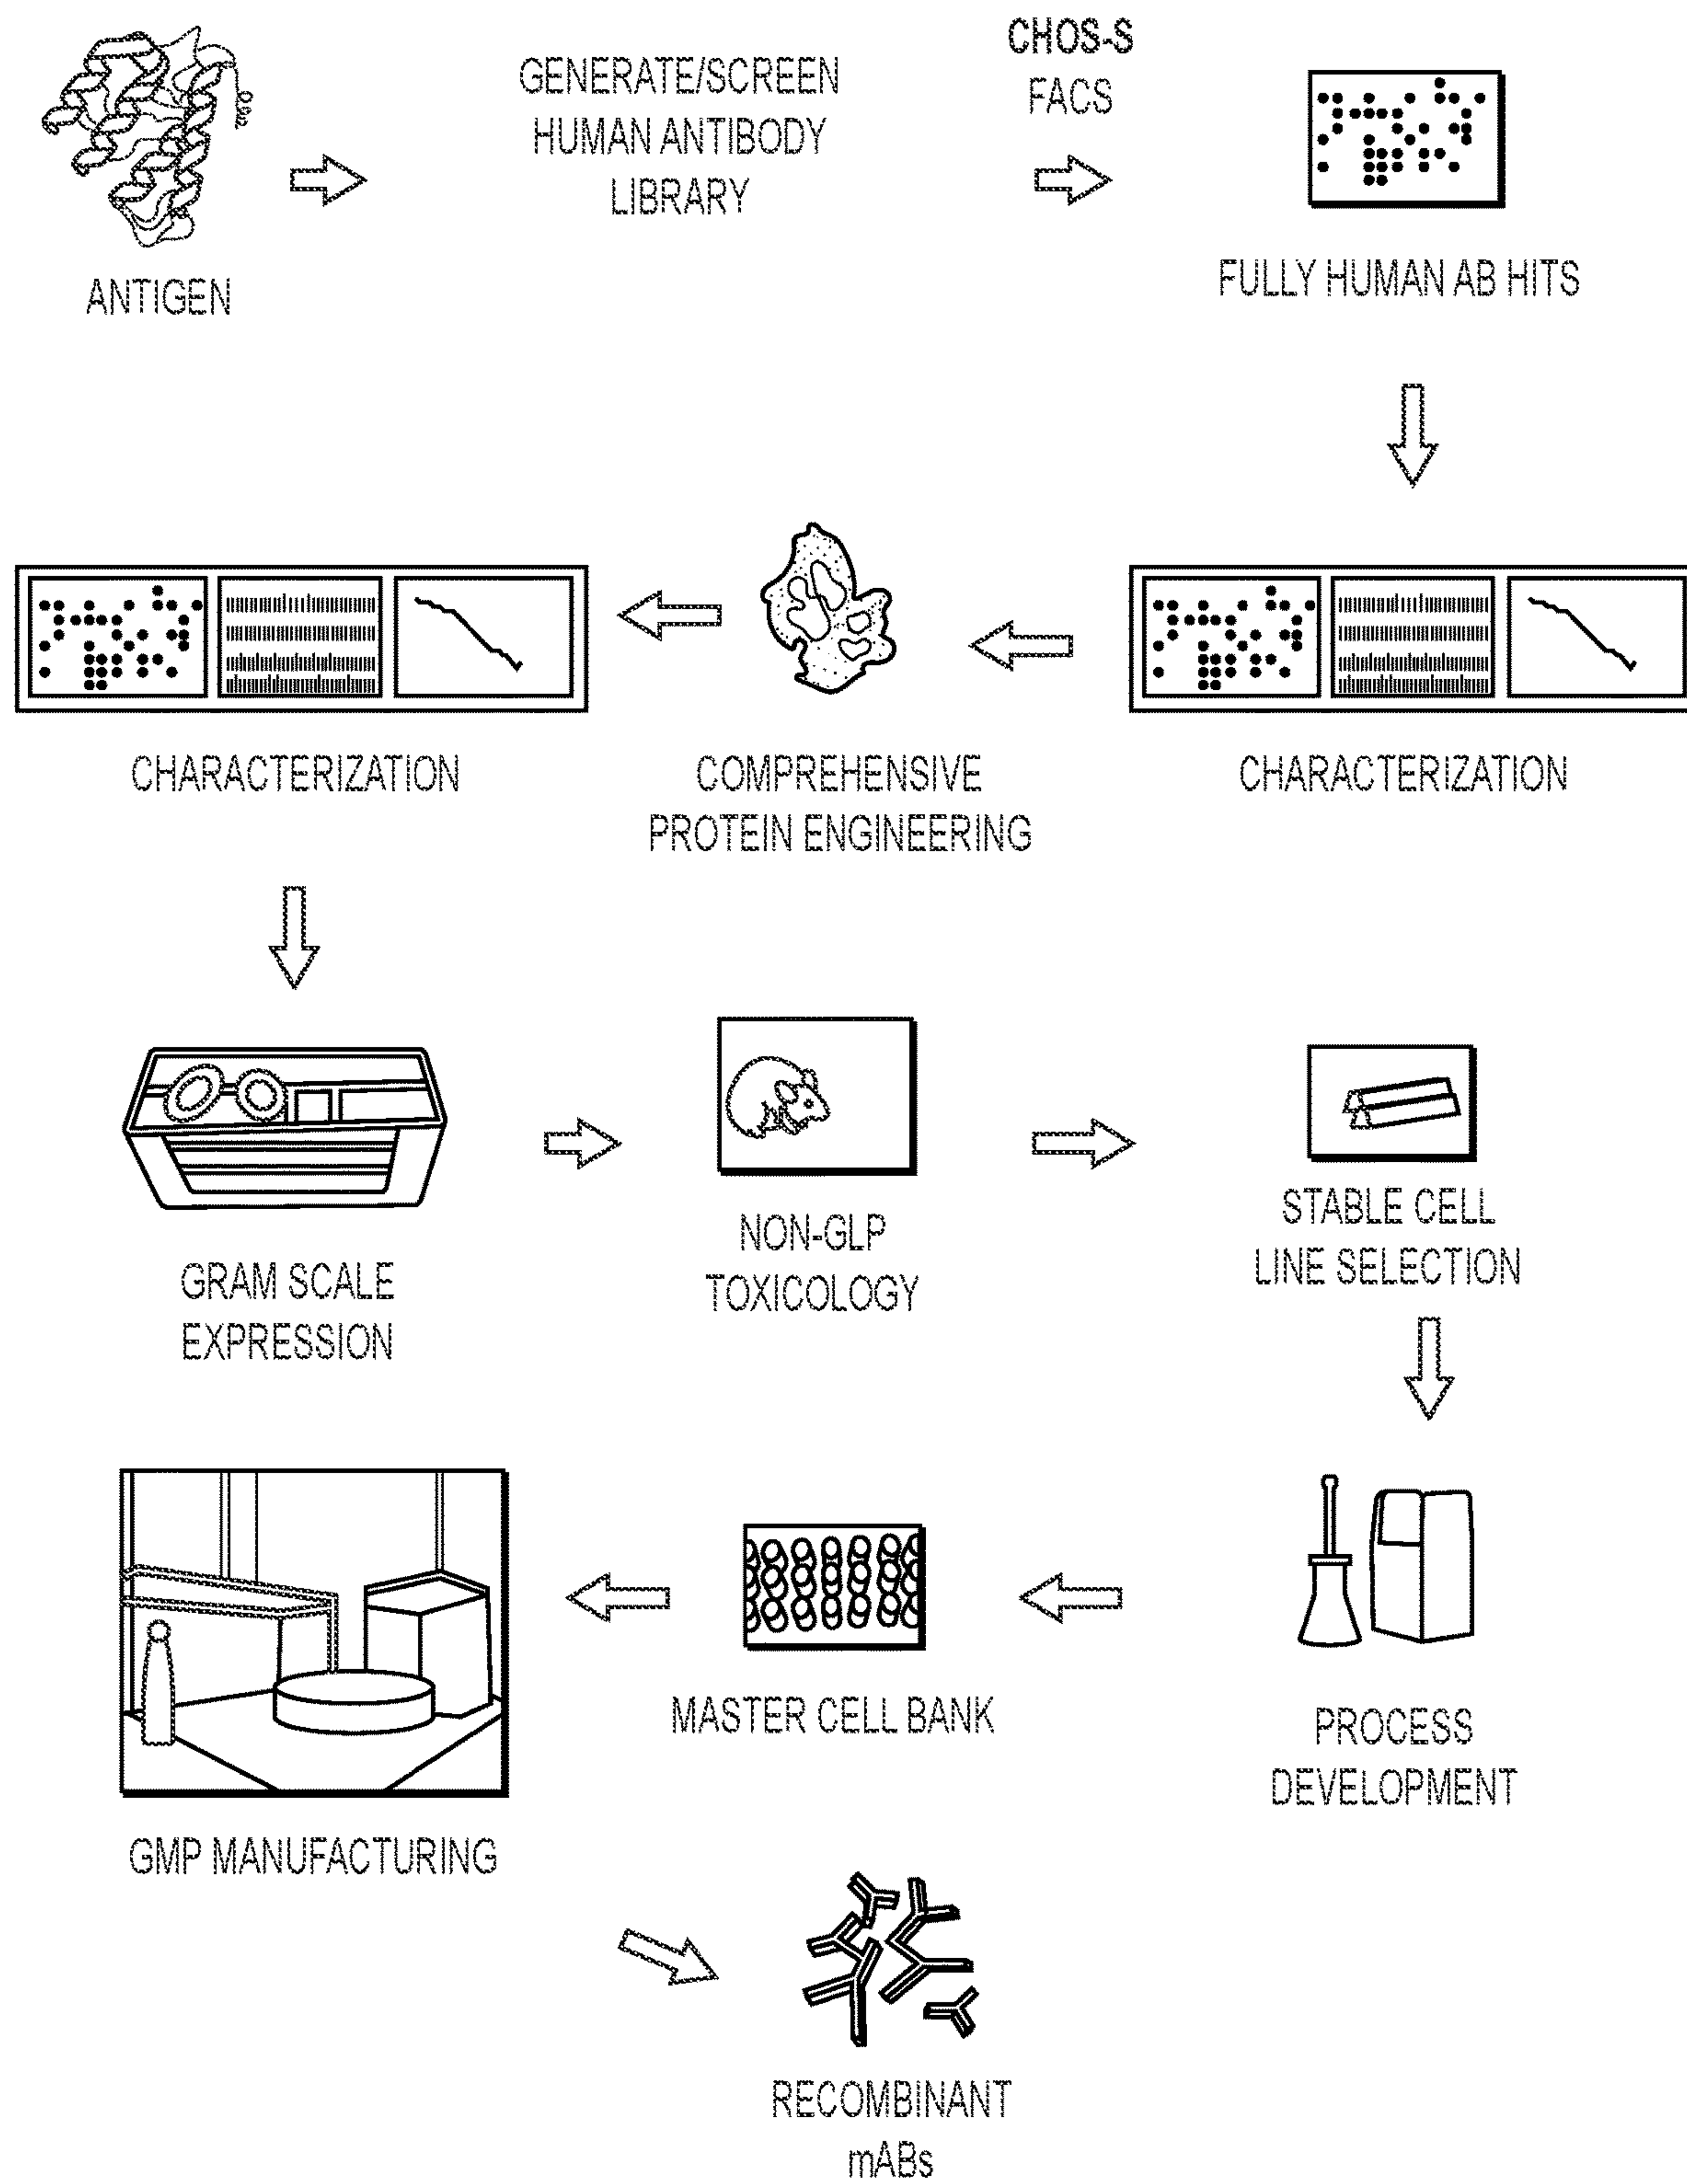 ANTIGEN
GENERATE/SCREEN
HUMAN ANTIBODY
LIBRARY
CHOS-S
FACS
FULLY HUMAN AB HITS
CHARACTERIZATION
COMPREHENSIVE
PROTEIN ENGINEERING
CHARACTERIZATION
GRAM SCALE
EXPRESSION
NON-GLP
TOXICOLOGY
STABLE CELL
LINE SELECTION
PROCESS
DEVELOPMENT
MASTER CELL BANK
GMP MANUFACTURING
RECOMBINANT
mABs